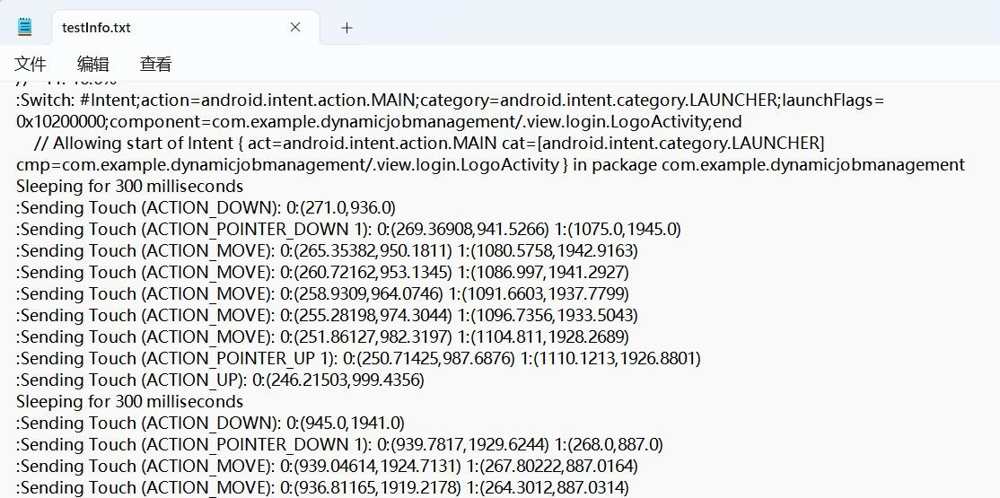 testInfo.txt
文件 编辑 查看
:Switch: #Intent;action=android.intent.action.MAIN;category=android.intent.category.LAUNCHER;launchFlags=
0x10200000;component=com.example.dynamicjobmanagement/.view.login.LogoActivity;end
// Allowing start of Intent { act=android.intent.action.MAIN cat=[android.intent.category.LAUNCHER]
cmp=com.example.dynamicjobmanagement/.view.login.LogoActivity } in package com.example.dynamicjobmanagement
Sleeping for 300 milliseconds
:Sending Touch (ACTION_DOWN): 0:(271.0,936.0)
:Sending Touch (ACTION_POINTER_DOWN 1): 0:(269.36908,941.5266) 1:(1075.0,1945.0)
:Sending Touch (ACTION_MOVE): 0:(265.35382,950.1811) 1:(1080.5758,1942.9163)
:Sending Touch (ACTION_MOVE): 0:(260.72162,953.1345) 1:(1086.997,1941.2927)
:Sending Touch (ACTION_MOVE): 0:(258.9309,964.0746) 1:(1091.6603,1937.7799)
:Sending Touch (ACTION_MOVE): 0:(255.28198,974.3044) 1:(1096.7356,1933.5043)
:Sending Touch (ACTION_MOVE): 0:(251.86127,982.3197) 1:(1104.811,1928.2689)
:Sending Touch (ACTION_POINTER_UP 1): 0:(250.71425,987.6876) 1:(1110.1213,1926.8801)
:Sending Touch (ACTION_UP): 0:(246.21503,999.4356)
Sleeping for 300 milliseconds
:Sending Touch (ACTION_DOWN): 0:(945.0,1941.0)
:Sending Touch (ACTION_POINTER_DOWN 1): 0:(939.7817,1929.6244) 1:(268.0,887.0)
:Sending Touch (ACTION_MOVE): 0:(939.04614,1924.7131) 1:(267.80222,887.0164)
:Sending Touch (ACTION_MOVE): 0:(936.81165,1919.2178) 1:(264.3012,887.0314)